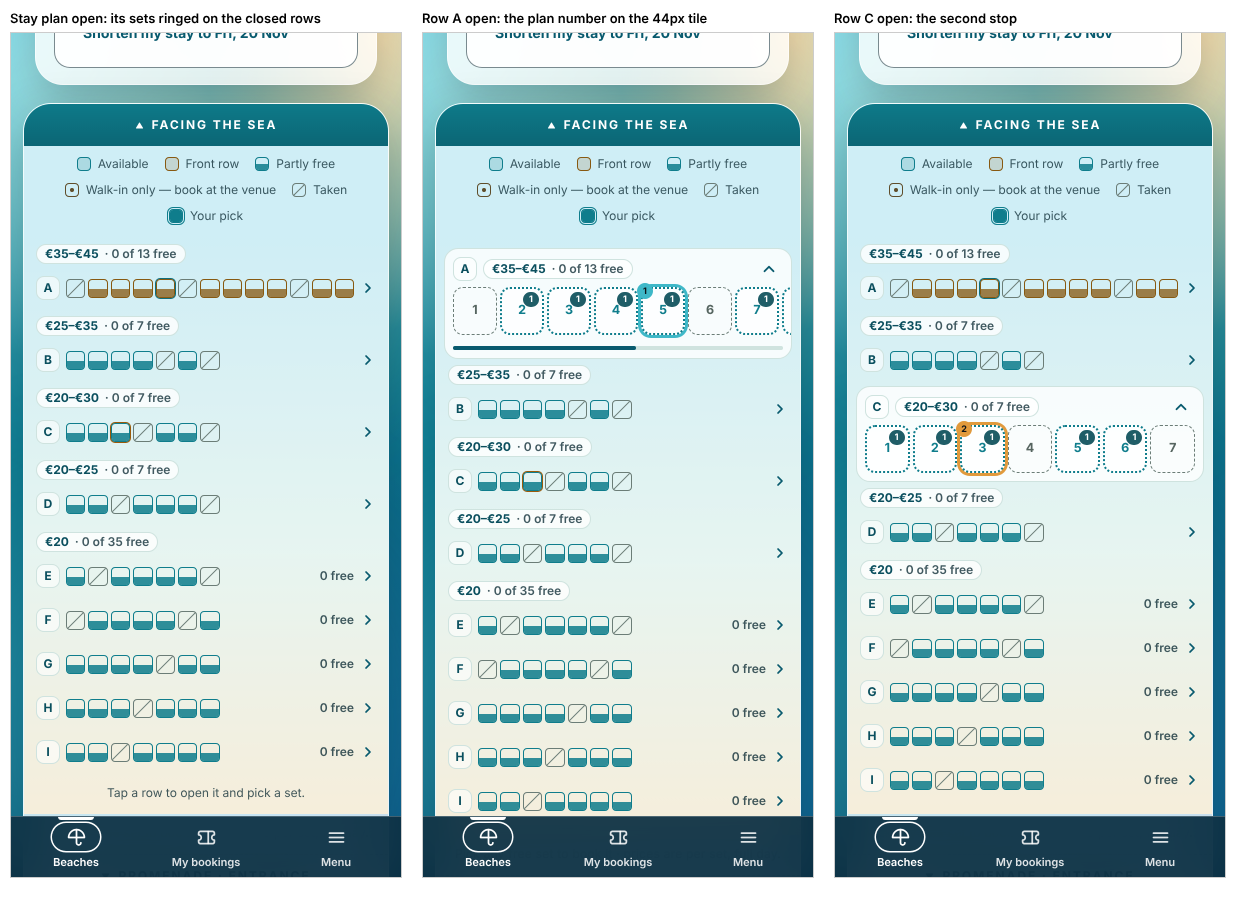 Stay plan open: its sets ringed on the closed rows
Shorten my stay to Fri, 20 Nov
▲ FACING THE SEA
Available Front row Partly free
Walk-in only — book at the venue Taken
Your pick
€35–€45 · 0 of 13 free
A
€25–€35 · 0 of 7 free
B
€20–€30 · 0 of 7 free
C
€20–€25 · 0 of 7 free
D
€20 · 0 of 35 free
E 0 free
F 0 free
G 0 free
H 0 free
I 0 free
Tap a row to open it and pick a set.
Beaches My bookings Menu
Row A open: the plan number on the 44px tile
Shorten my stay to Fri, 20 Nov
▲ FACING THE SEA
Available Front row Partly free
Walk-in only — book at the venue Taken
Your pick
A €35–€45 · 0 of 13 free
1 2 1 3 1 4 1 1 5 1 6 7 1
€25–€35 · 0 of 7 free
B
€20–€30 · 0 of 7 free
C
€20–€25 · 0 of 7 free
D
€20 · 0 of 35 free
E 0 free
F 0 free
G 0 free
H 0 free
I 0 free
Beaches My bookings Menu
Row C open: the second stop
Shorten my stay to Fri, 20 Nov
▲ FACING THE SEA
Available Front row Partly free
Walk-in only — book at the venue Taken
Your pick
€35–€45 · 0 of 13 free
A
€25–€35 · 0 of 7 free
B
C €20–€30 · 0 of 7 free
1 1 2 1 2 3 1 4 5 1 6 1 7
€20–€25 · 0 of 7 free
D
€20 · 0 of 35 free
E 0 free
F 0 free
G 0 free
H 0 free
I 0 free
Beaches My bookings Menu